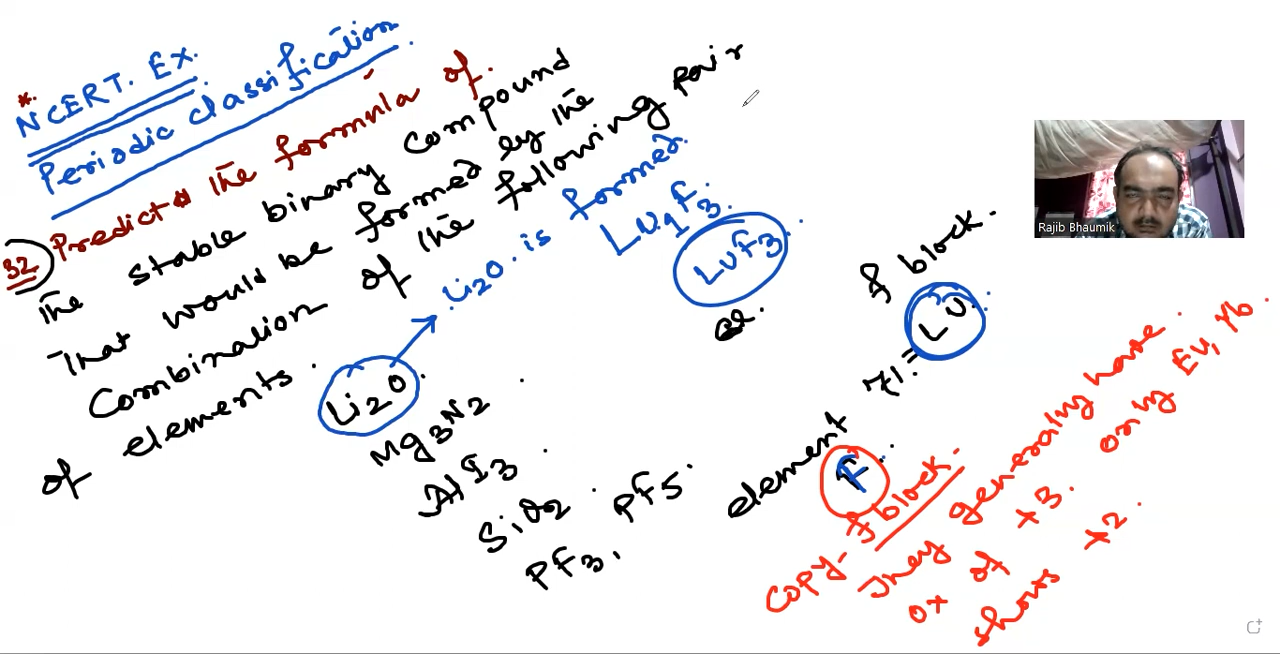 *.
NCERT. EX.
Periodic classification
32 Predict the formula of.
The stable binary compound
That would be formed by the
Combination of the following pair
of elements.
Li2O.
Li2O. is formed.
Mg3N2
AlI3
SiO2
PF3, PF5.
Lu1F3.
LuF3
f block.
element 71 = Lu
F
Copy- f block.
They generally have
ox of +3. only Eu, Yb.
shows +2.
Rajib Bhaumik